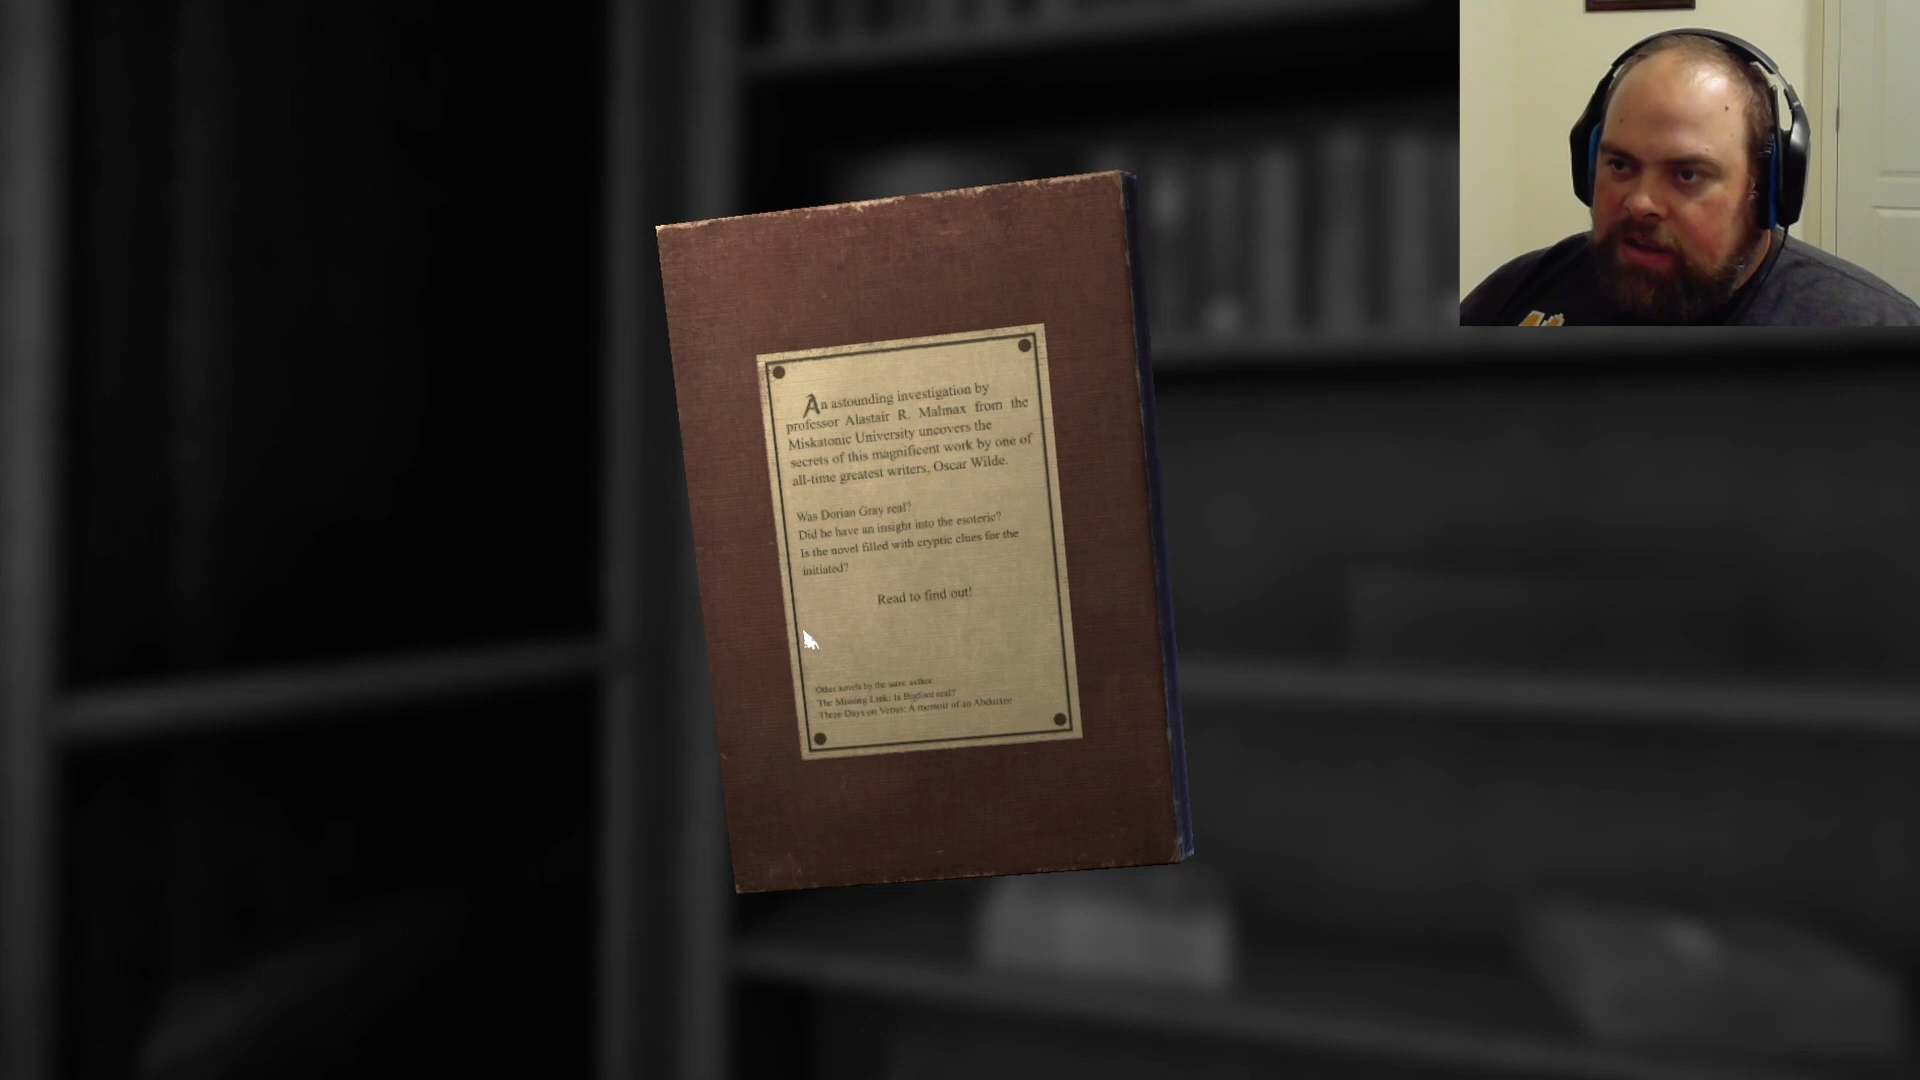 An astounding investigation by
professor Alastair R. Malmax from the
Miskatonic University uncovers the
secrets of this magnificent work by one of
all-time greatest writers, Oscar Wilde.
Was Dorian Gray real?
Did he have an insight into the esoteric?
Is the novel filled with cryptic clues for the
initiated?
Read to find out!
Other novels by the same author:
The Missing Link: Is Bigfoot real?
Three Days on Venus: A memoir of an Abductee